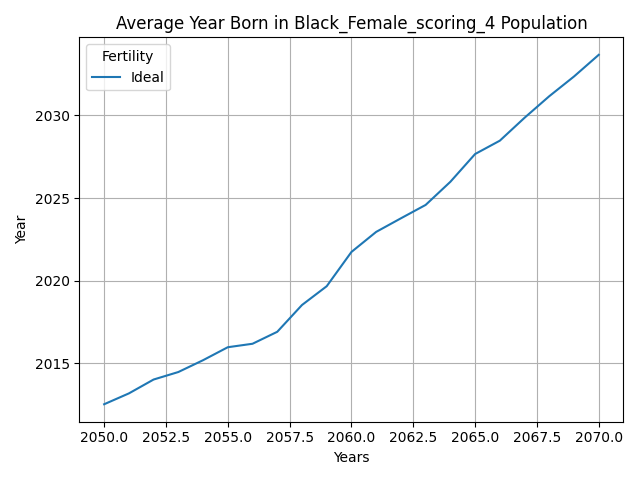 Average Year Born in Black_Female_scoring_4 Population
Fertility
Ideal
Year
2030
2025
2020
2015
2050.0 2052.5 2055.0 2057.5 2060.0 2062.5 2065.0 2067.5 2070.0
Years